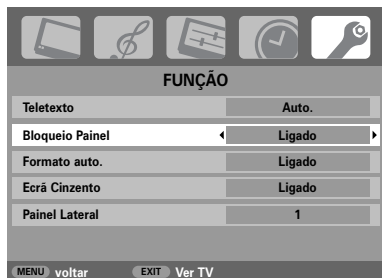 FUNÇÃO
Teletexto Auto.
Bloqueio Painel Ligado
Formato auto. Ligado
Ecrã Cinzento Ligado
Painel Lateral 1
MENU voltar EXIT Ver TV